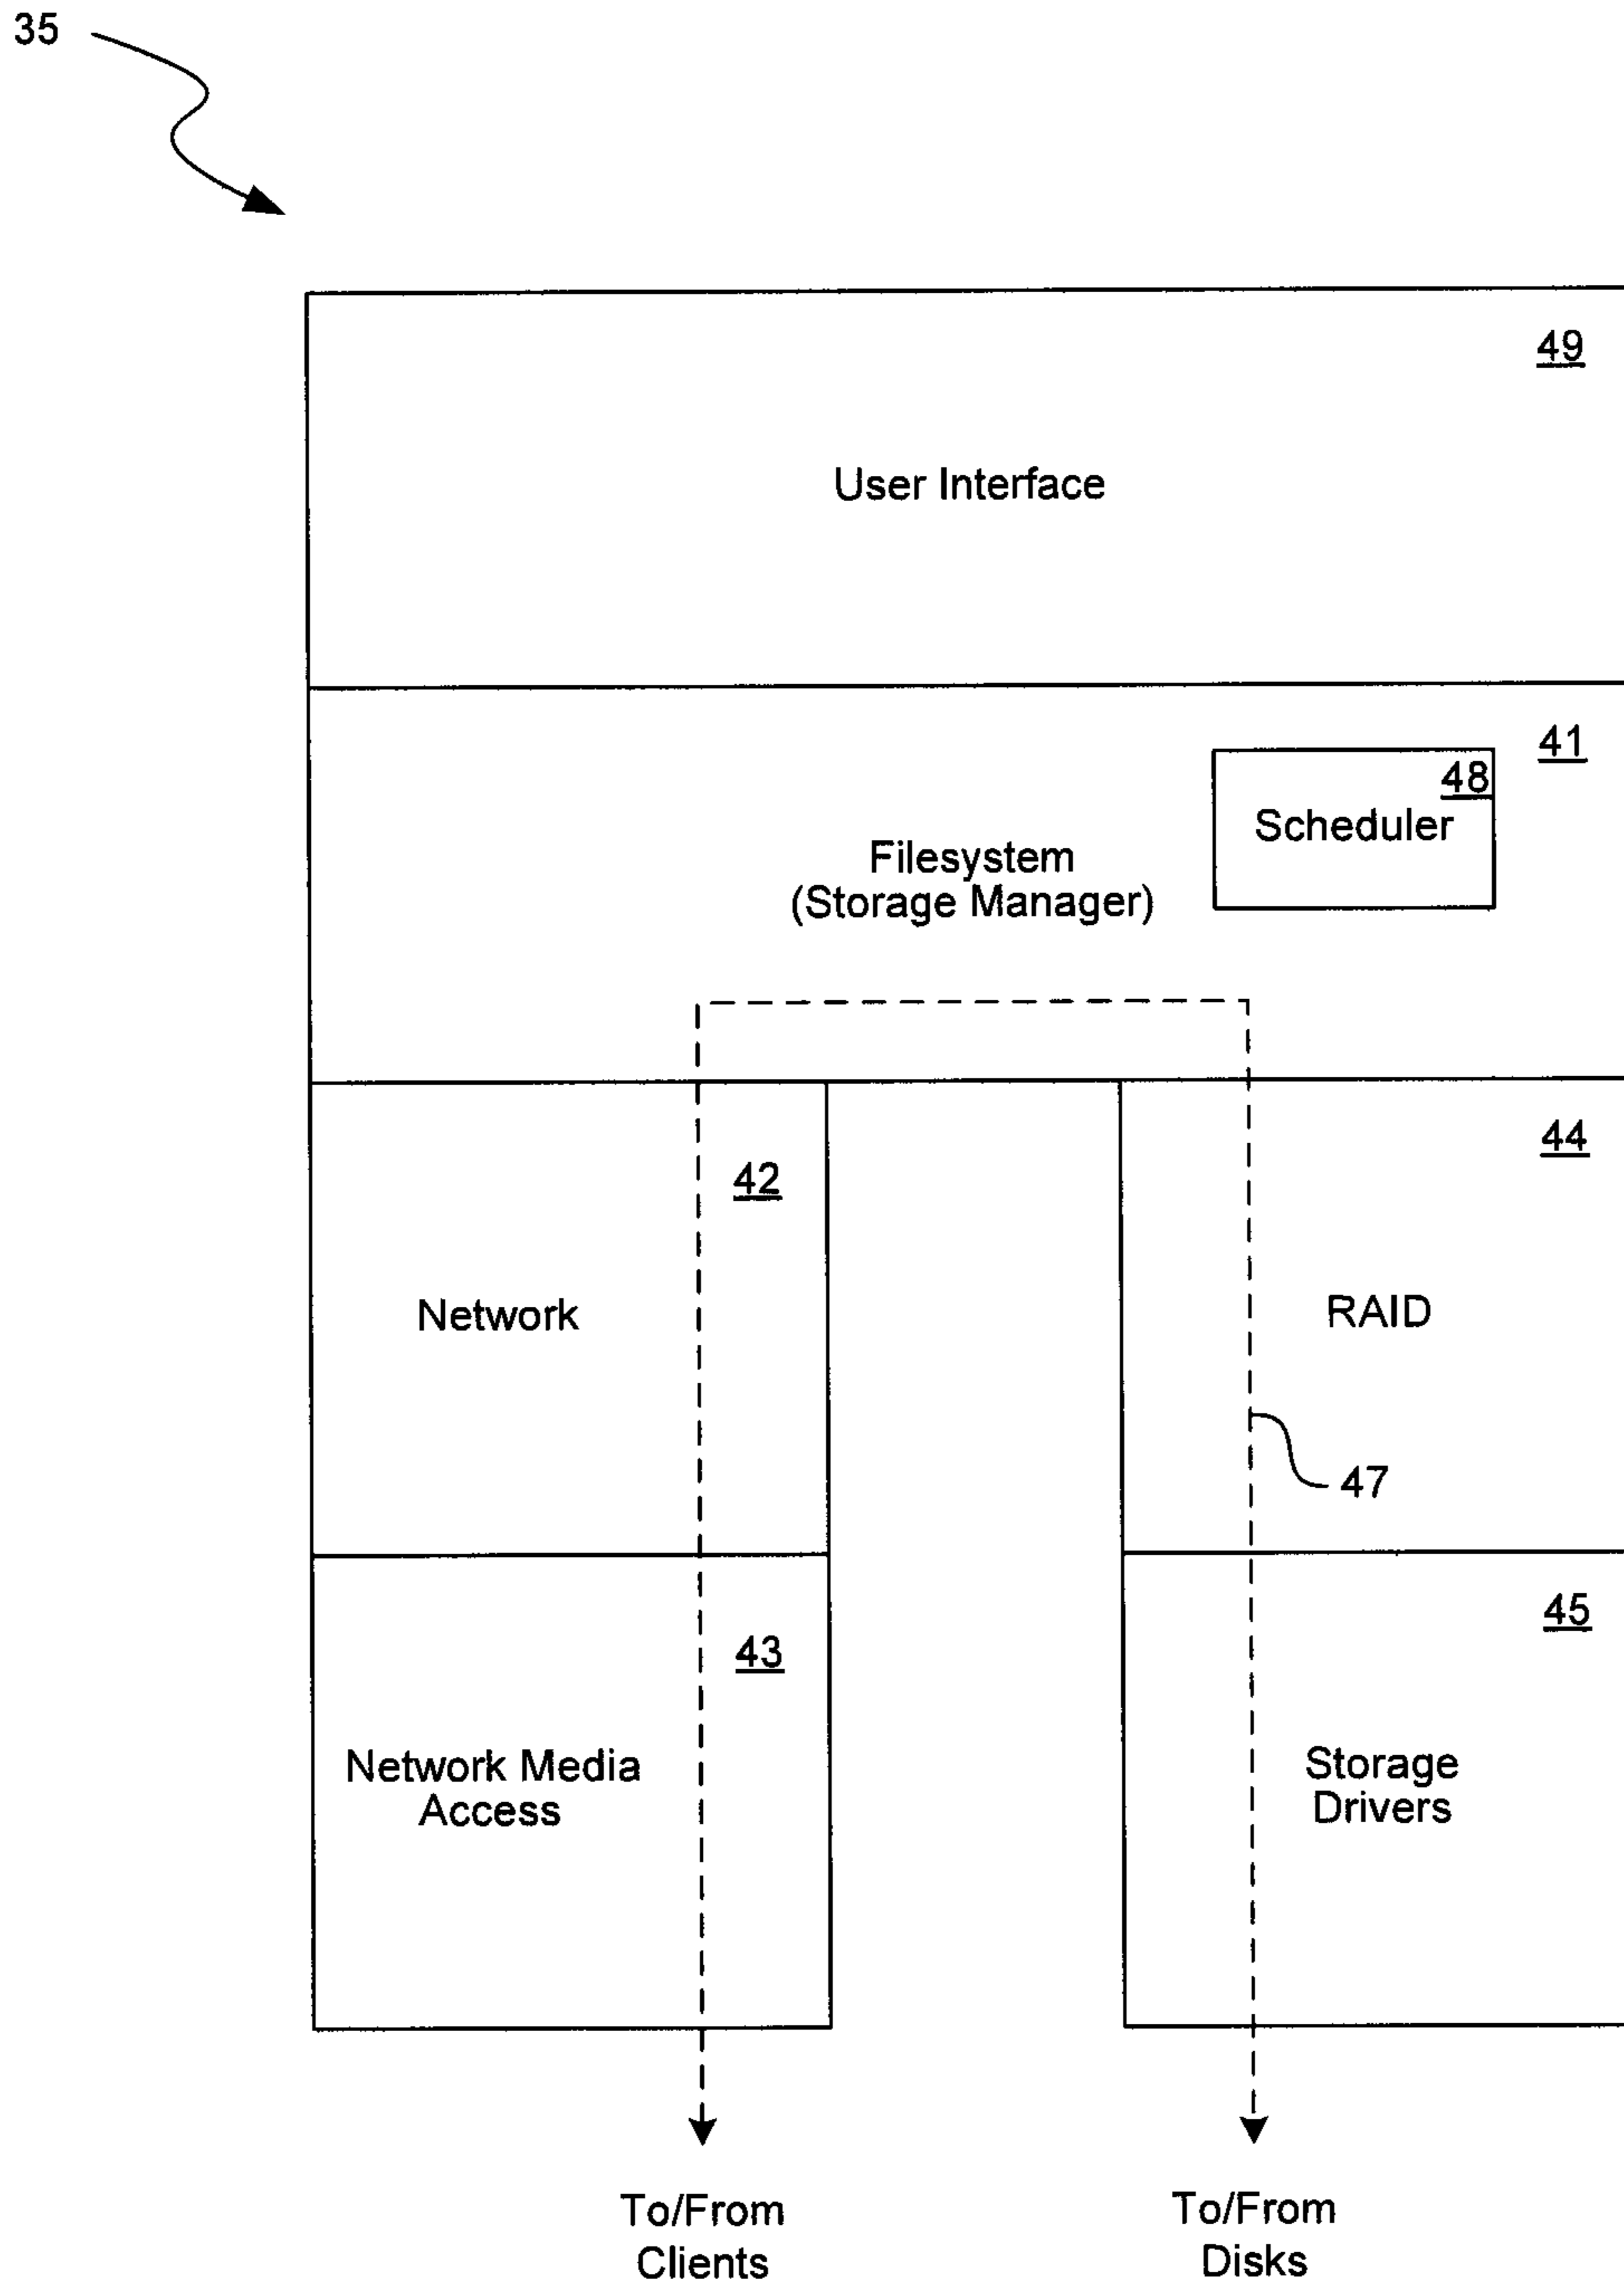 35
49
User Interface
41
48
Scheduler
Filesystem
(Storage Manager)
42
44
Network
RAID
47
43
45
Network Media
Access
Storage
Drivers
To/From
Clients
To/From
Disks